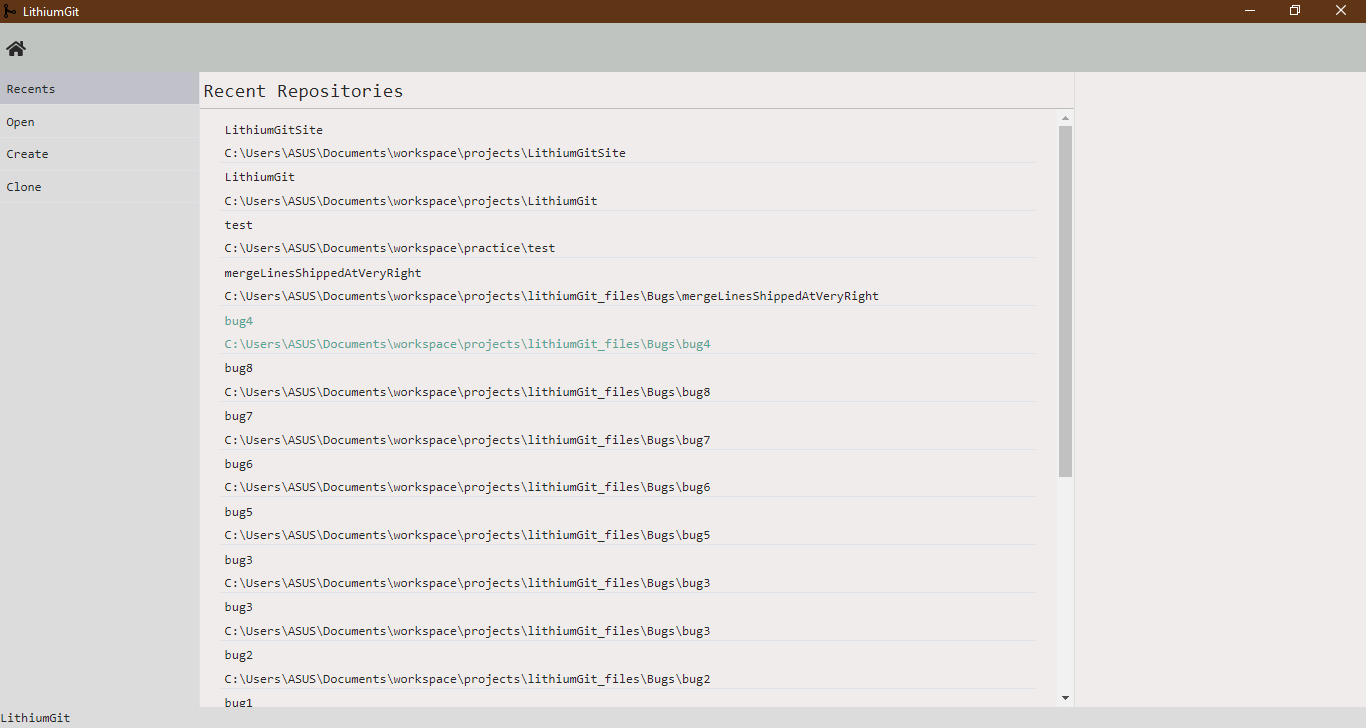 LithiumGit
Recents
Open
Create
Clone
Recent Repositories
LithiumGitSite
C:\Users\ASUS\Documents\workspace\projects\LithiumGitSite
LithiumGit
C:\Users\ASUS\Documents\workspace\projects\LithiumGit
test
C:\Users\ASUS\Documents\workspace\practice\test
mergeLinesShippedAtVeryRight
C:\Users\ASUS\Documents\workspace\projects\lithiumGit_files\Bugs\mergeLinesShippedAtVeryRight
bug4
C:\Users\ASUS\Documents\workspace\projects\lithiumGit_files\Bugs\bug4
bug8
C:\Users\ASUS\Documents\workspace\projects\lithiumGit_files\Bugs\bug8
bug7
C:\Users\ASUS\Documents\workspace\projects\lithiumGit_files\Bugs\bug7
bug6
C:\Users\ASUS\Documents\workspace\projects\lithiumGit_files\Bugs\bug6
bug5
C:\Users\ASUS\Documents\workspace\projects\lithiumGit_files\Bugs\bug5
bug3
C:\Users\ASUS\Documents\workspace\projects\lithiumGit_files\Bugs\bug3
bug3
C:\Users\ASUS\Documents\workspace\projects\lithiumGit_files\Bugs\bug3
bug2
C:\Users\ASUS\Documents\workspace\projects\lithiumGit_files\Bugs\bug2
bug1
LithiumGit